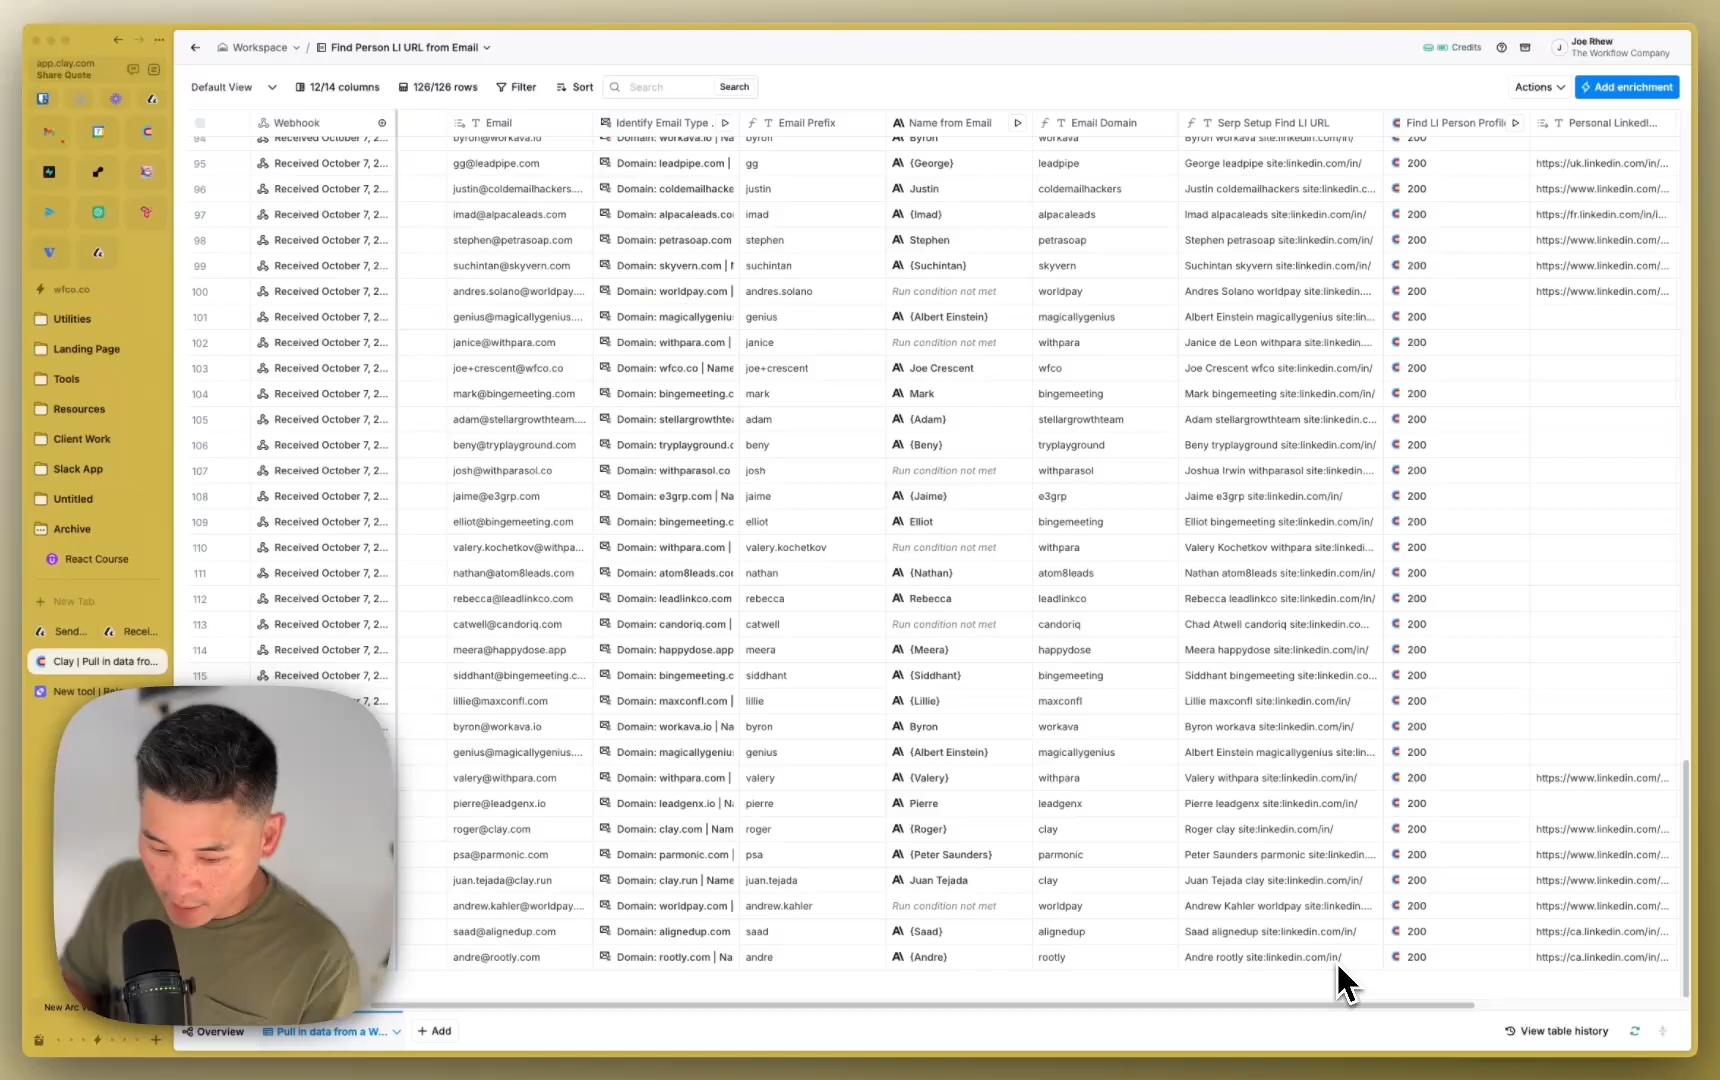 app.clay.com
Share Quote
Workspace / Find Person LI URL from Email
Credits
Joe Rhew
The Workflow Company
Default View 12/14 columns 126/126 rows Filter Sort Search Search Actions Add enrichment
Webhook Email Identify Email Type . Email Prefix Name from Email Email Domain Serp Setup Find LI URL Find LI Person Profile Personal LinkedI...
94 Received October 7, 2... byron@workava.io Domain: workava.io | N byron Byron workava Byron workava site:linkedin.com/in/ 200
95 Received October 7, 2... gg@leadpipe.com Domain: leadpipe.com | gg {George} leadpipe George leadpipe site:linkedin.com/in/ 200 https://uk.linkedin.com/in/...
96 Received October 7, 2... justin@coldemailhackers.... Domain: coldemailhacke justin Justin coldemailhackers Justin coldemailhackers site:linkedin.c... 200 https://www.linkedin.com/...
97 Received October 7, 2... imad@alpacaleads.com Domain: alpacaleads.co imad {Imad} alpacaleads Imad alpacaleads site:linkedin.com/in/ 200 https://fr.linkedin.com/in/i...
98 Received October 7, 2... stephen@petrasoap.com Domain: petrasoap.com stephen Stephen petrasoap Stephen petrasoap site:linkedin.com/in/ 200 https://www.linkedin.com/...
99 Received October 7, 2... suchintan@skyvern.com Domain: skyvern.com | suchintan {Suchintan} skyvern Suchintan skyvern site:linkedin.com/in/ 200 https://www.linkedin.com/...
100 Received October 7, 2... andres.solano@worldpay.... Domain: worldpay.com | andres.solano Run condition not met worldpay Andres Solano worldpay site:linkedin.... 200 https://www.linkedin.com/...
101 Received October 7, 2... genius@magicallygenius.... Domain: magicallygeniu genius {Albert Einstein} magicallygenius Albert Einstein magicallygenius site:lin... 200
102 Received October 7, 2... janice@withpara.com Domain: withpara.com | janice Run condition not met withpara Janice de Leon withpara site:linkedin.... 200
103 Received October 7, 2... joe+crescent@wfco.co Domain: wfco.co | Name joe+crescent Joe Crescent wfco Joe Crescent wfco site:linkedin.com/in/ 200
104 Received October 7, 2... mark@bingemeeting.com Domain: bingemeeting.c mark Mark bingemeeting Mark bingemeeting site:linkedin.com/in/ 200
105 Received October 7, 2... adam@stellargrowthteam.... Domain: stellargrowthte adam {Adam} stellargrowthteam Adam stellargrowthteam site:linkedin.c... 200
106 Received October 7, 2... beny@tryplayground.com Domain: tryplayground.c beny {Beny} tryplayground Beny tryplayground site:linkedin.com/in/ 200
107 Received October 7, 2... josh@withparasol.co Domain: withparasol.co josh Run condition not met withparasol Joshua Irwin withparasol site:linkedin.... 200
108 Received October 7, 2... jaime@e3grp.com Domain: e3grp.com | Na jaime {Jaime} e3grp Jaime e3grp site:linkedin.com/in/ 200
109 Received October 7, 2... elliot@bingemeeting.com Domain: bingemeeting.c elliot Elliot bingemeeting Elliot bingemeeting site:linkedin.com/in/ 200
110 Received October 7, 2... valery.kochetkov@withpa... Domain: withpara.com | valery.kochetkov Run condition not met withpara Valery Kochetkov withpara site:linkedi... 200
111 Received October 7, 2... nathan@atom8leads.com Domain: atom8leads.co nathan {Nathan} atom8leads Nathan atom8leads site:linkedin.com/in/ 200
112 Received October 7, 2... rebecca@leadlinkco.com Domain: leadlinkco.com rebecca Rebecca leadlinkco Rebecca leadlinkco site:linkedin.com/in/ 200
113 Received October 7, 2... catwell@candoriq.com Domain: candoriq.com | catwell Run condition not met candoriq Chad Atwell candoriq site:linkedin.co... 200
114 Received October 7, 2... meera@happydose.app Domain: happydose.app meera {Meera} happydose Meera happydose site:linkedin.com/in/ 200
115 Received October 7, 2... siddhant@bingemeeting.c... Domain: bingemeeting.c siddhant {Siddhant} bingemeeting Siddhant bingemeeting site:linkedin.co... 200
7, 2... lillie@maxconfl.com Domain: maxconfl.com | lillie {Lillie} maxconfl Lillie maxconfl site:linkedin.com/in/ 200
byron@workava.io Domain: workava.io | Na byron Byron workava Byron workava site:linkedin.com/in/ 200
genius@magicallygenius.... Domain: magicallygeniu genius {Albert Einstein} magicallygenius Albert Einstein magicallygenius site:lin... 200
valery@withpara.com Domain: withpara.com | valery {Valery} withpara Valery withpara site:linkedin.com/in/ 200 https://www.linkedin.com/...
pierre@leadgenx.io Domain: leadgenx.io | N pierre Pierre leadgenx Pierre leadgenx site:linkedin.com/in/ 200
roger@clay.com Domain: clay.com | Nam roger {Roger} clay Roger clay site:linkedin.com/in/ 200 https://www.linkedin.com/...
psa@parmonic.com Domain: parmonic.com | psa {Peter Saunders} parmonic Peter Saunders parmonic site:linkedin.... 200 https://www.linkedin.com/...
juan.tejada@clay.run Domain: clay.run | Name juan.tejada Juan Tejada clay Juan Tejada clay site:linkedin.com/in/ 200 https://www.linkedin.com/...
andrew.kahler@worldpay.... Domain: worldpay.com | andrew.kahler Run condition not met worldpay Andrew Kahler worldpay site:linkedin.... 200 https://www.linkedin.com/...
saad@alignedup.com Domain: alignedup.com saad {Saad} alignedup Saad alignedup site:linkedin.com/in/ 200 https://ca.linkedin.com/in/...
andre@rootly.com Domain: rootly.com | Na andre {Andre} rootly Andre rootly site:linkedin.com/in/ 200 https://ca.linkedin.com/in/...
wfco.co
Utilities
Landing Page
Tools
Resources
Client Work
Slack App
Untitled
Archive
React Course
New Tab
Send... Recei...
Clay | Pull in data fro...
New tool |
New Arc
Overview Pull in data from a W... Add View table history